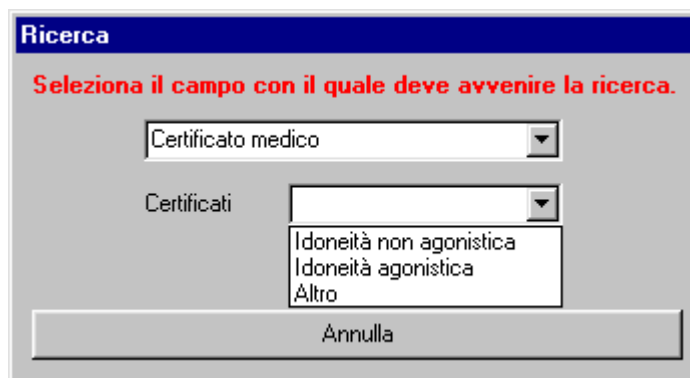 Ricerca
Seleziona il campo con il quale deve avvenire la ricerca.
Certificato medico
Certificati
Idoneità non agonistica
Idoneità agonistica
Altro
Annulla